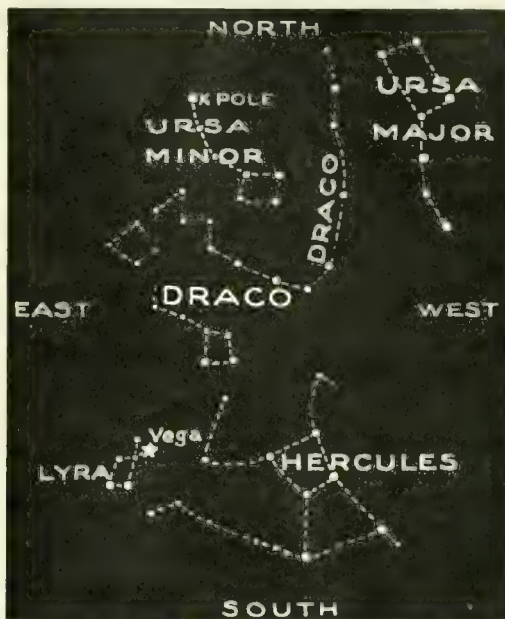 NORTH
X POLE
URSA
MINOR
URSA
MAJOR
DRACO
DRACO
EAST
WEST
Vega
LYRA
HERCULES
SOUTH